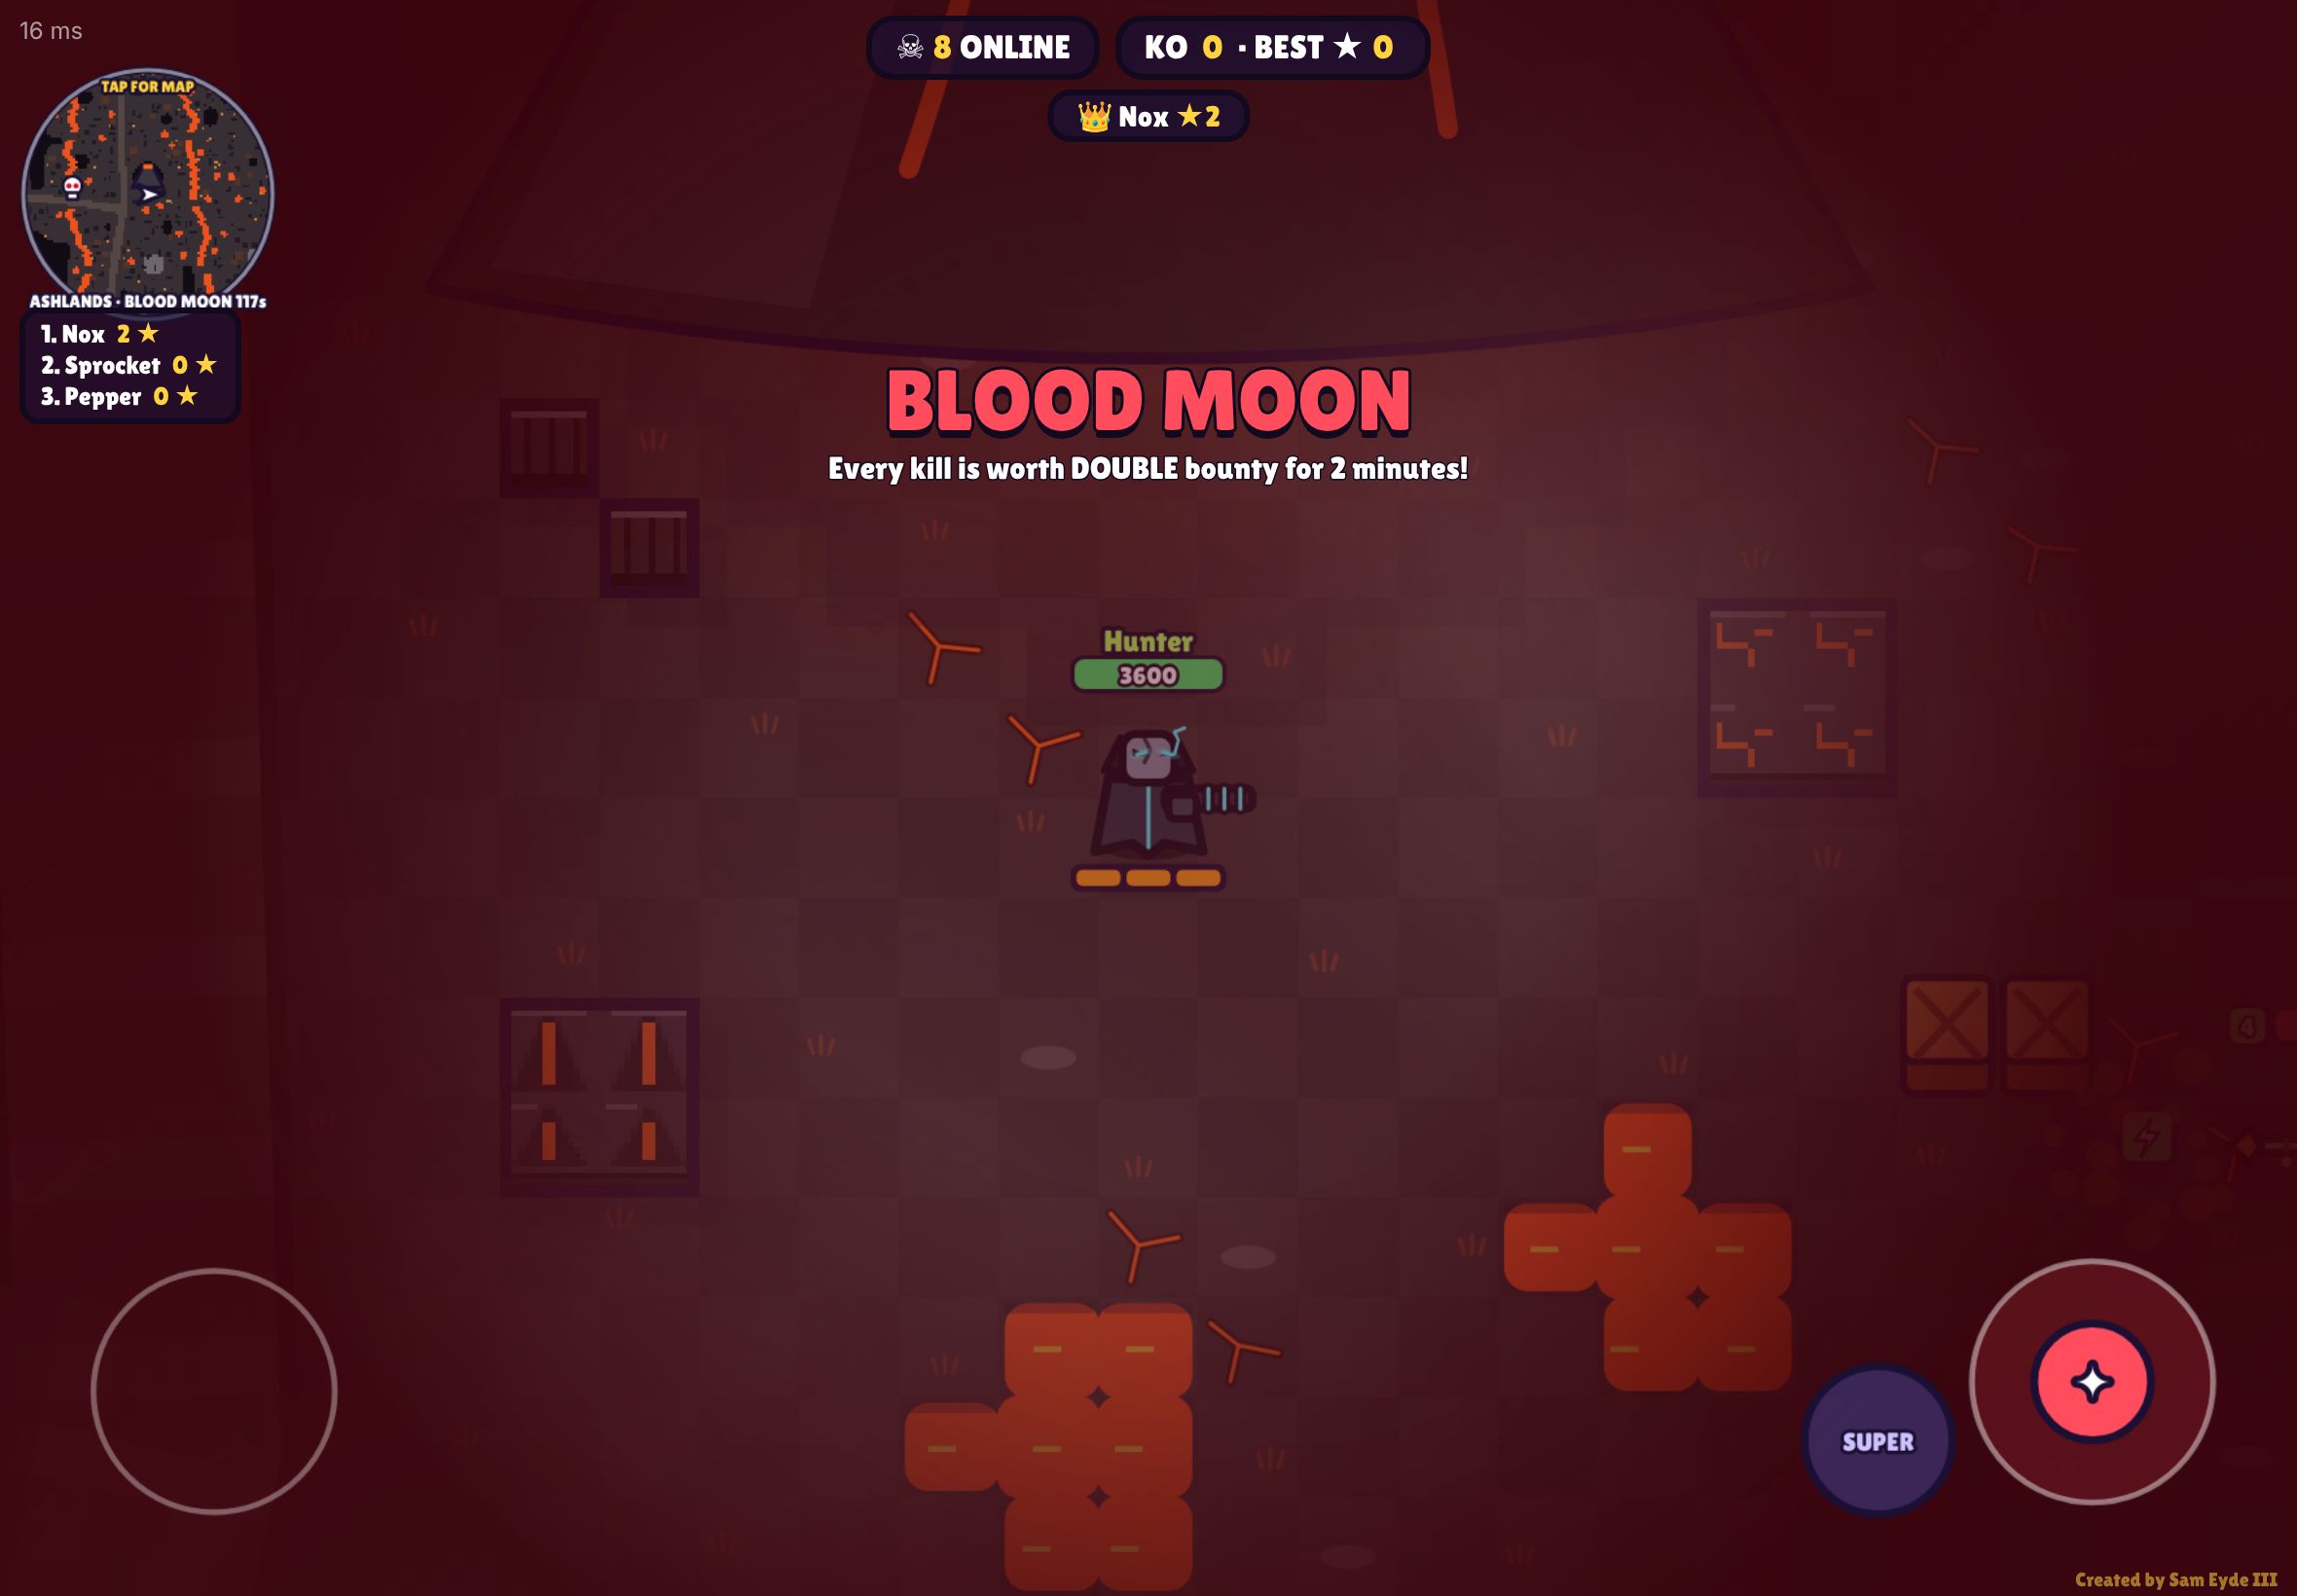 16 ms
☠ 8 ONLINE
KO 0 · BEST ★ 0
👑 Nox ★2
TAP FOR MAP
ASHLANDS · BLOOD MOON 117s
1. Nox 2 ★
2. Sprocket 0 ★
3. Pepper 0 ★
BLOOD MOON
Every kill is worth DOUBLE bounty for 2 minutes!
Hunter
3600
4
SUPER
Created by Sam Eyde III